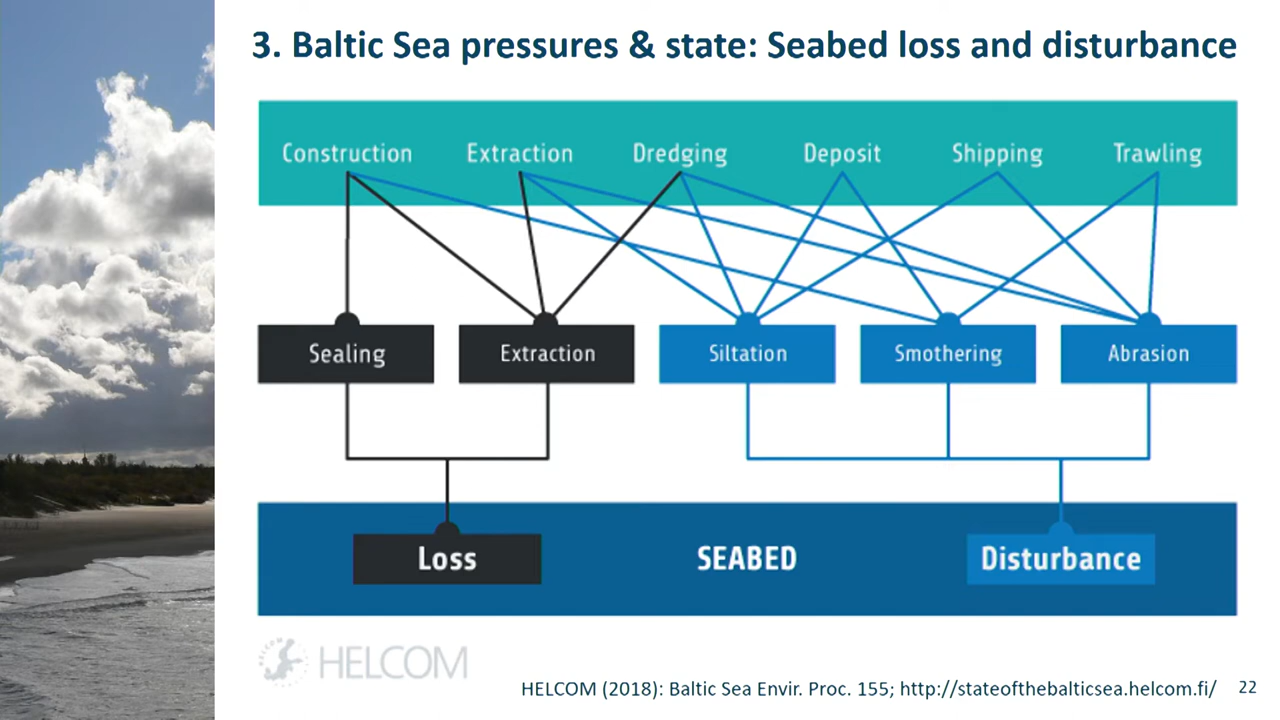 3. Baltic Sea pressures & state: Seabed loss and disturbance
Construction Extraction Dredging Deposit Shipping Trawling
Sealing Extraction Siltation Smothering Abrasion
Loss SEABED Disturbance
HELCOM
HELCOM (2018): Baltic Sea Envir. Proc. 155; http://stateofthebalticsea.helcom.fi/ 22